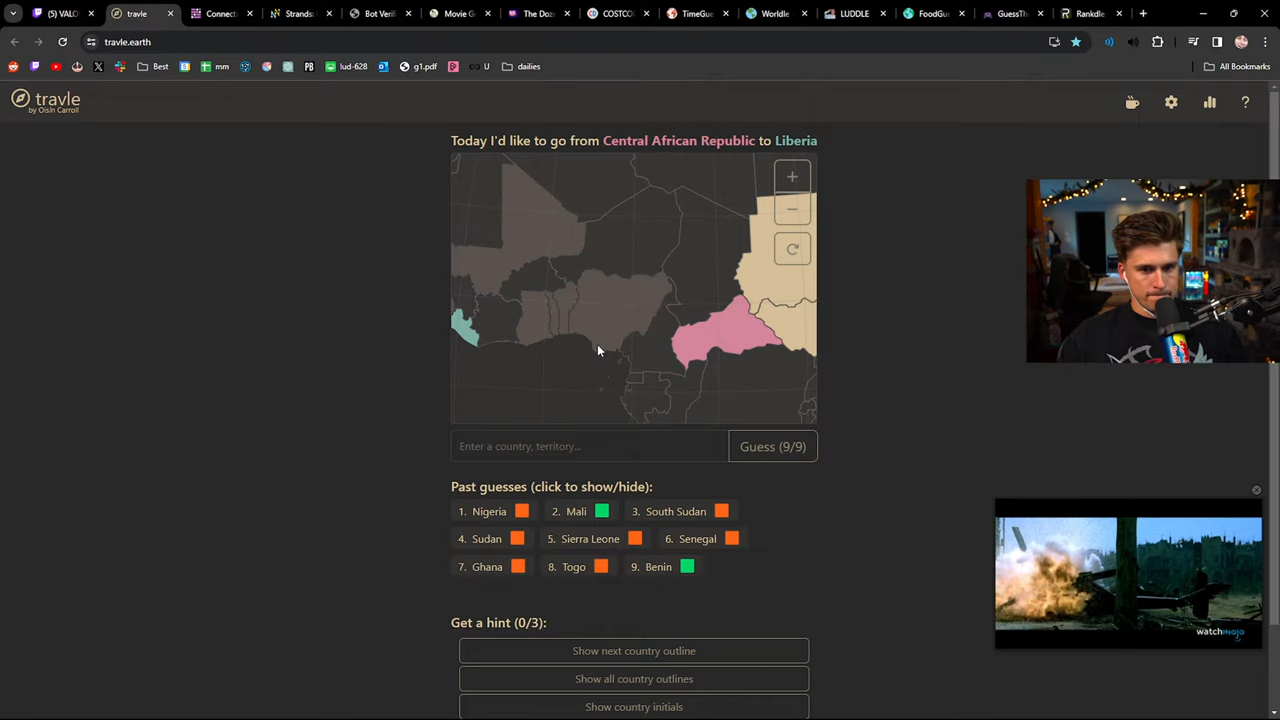 VALO
travle
Connect
Strands:
Bot Verif
Movie G
The Doz
COSTCO
TimeGue
Worldle
LUDDLE
FoodGu
GuessTh
Rankdle
travle.earth
Best
mm
PB
lud-628
g1.pdf
U
dailies
All Bookmarks
travle
by Oisín Carroll
Today I'd like to go from Central African Republic to Liberia
Enter a country, territory...
Guess (9/9)
Past guesses (click to show/hide):
1. Nigeria
2. Mali
3. South Sudan
4. Sudan
5. Sierra Leone
6. Senegal
7. Ghana
8. Togo
9. Benin
Get a hint (0/3):
Show next country outline
Show all country outlines
Show country initials
watchmojo